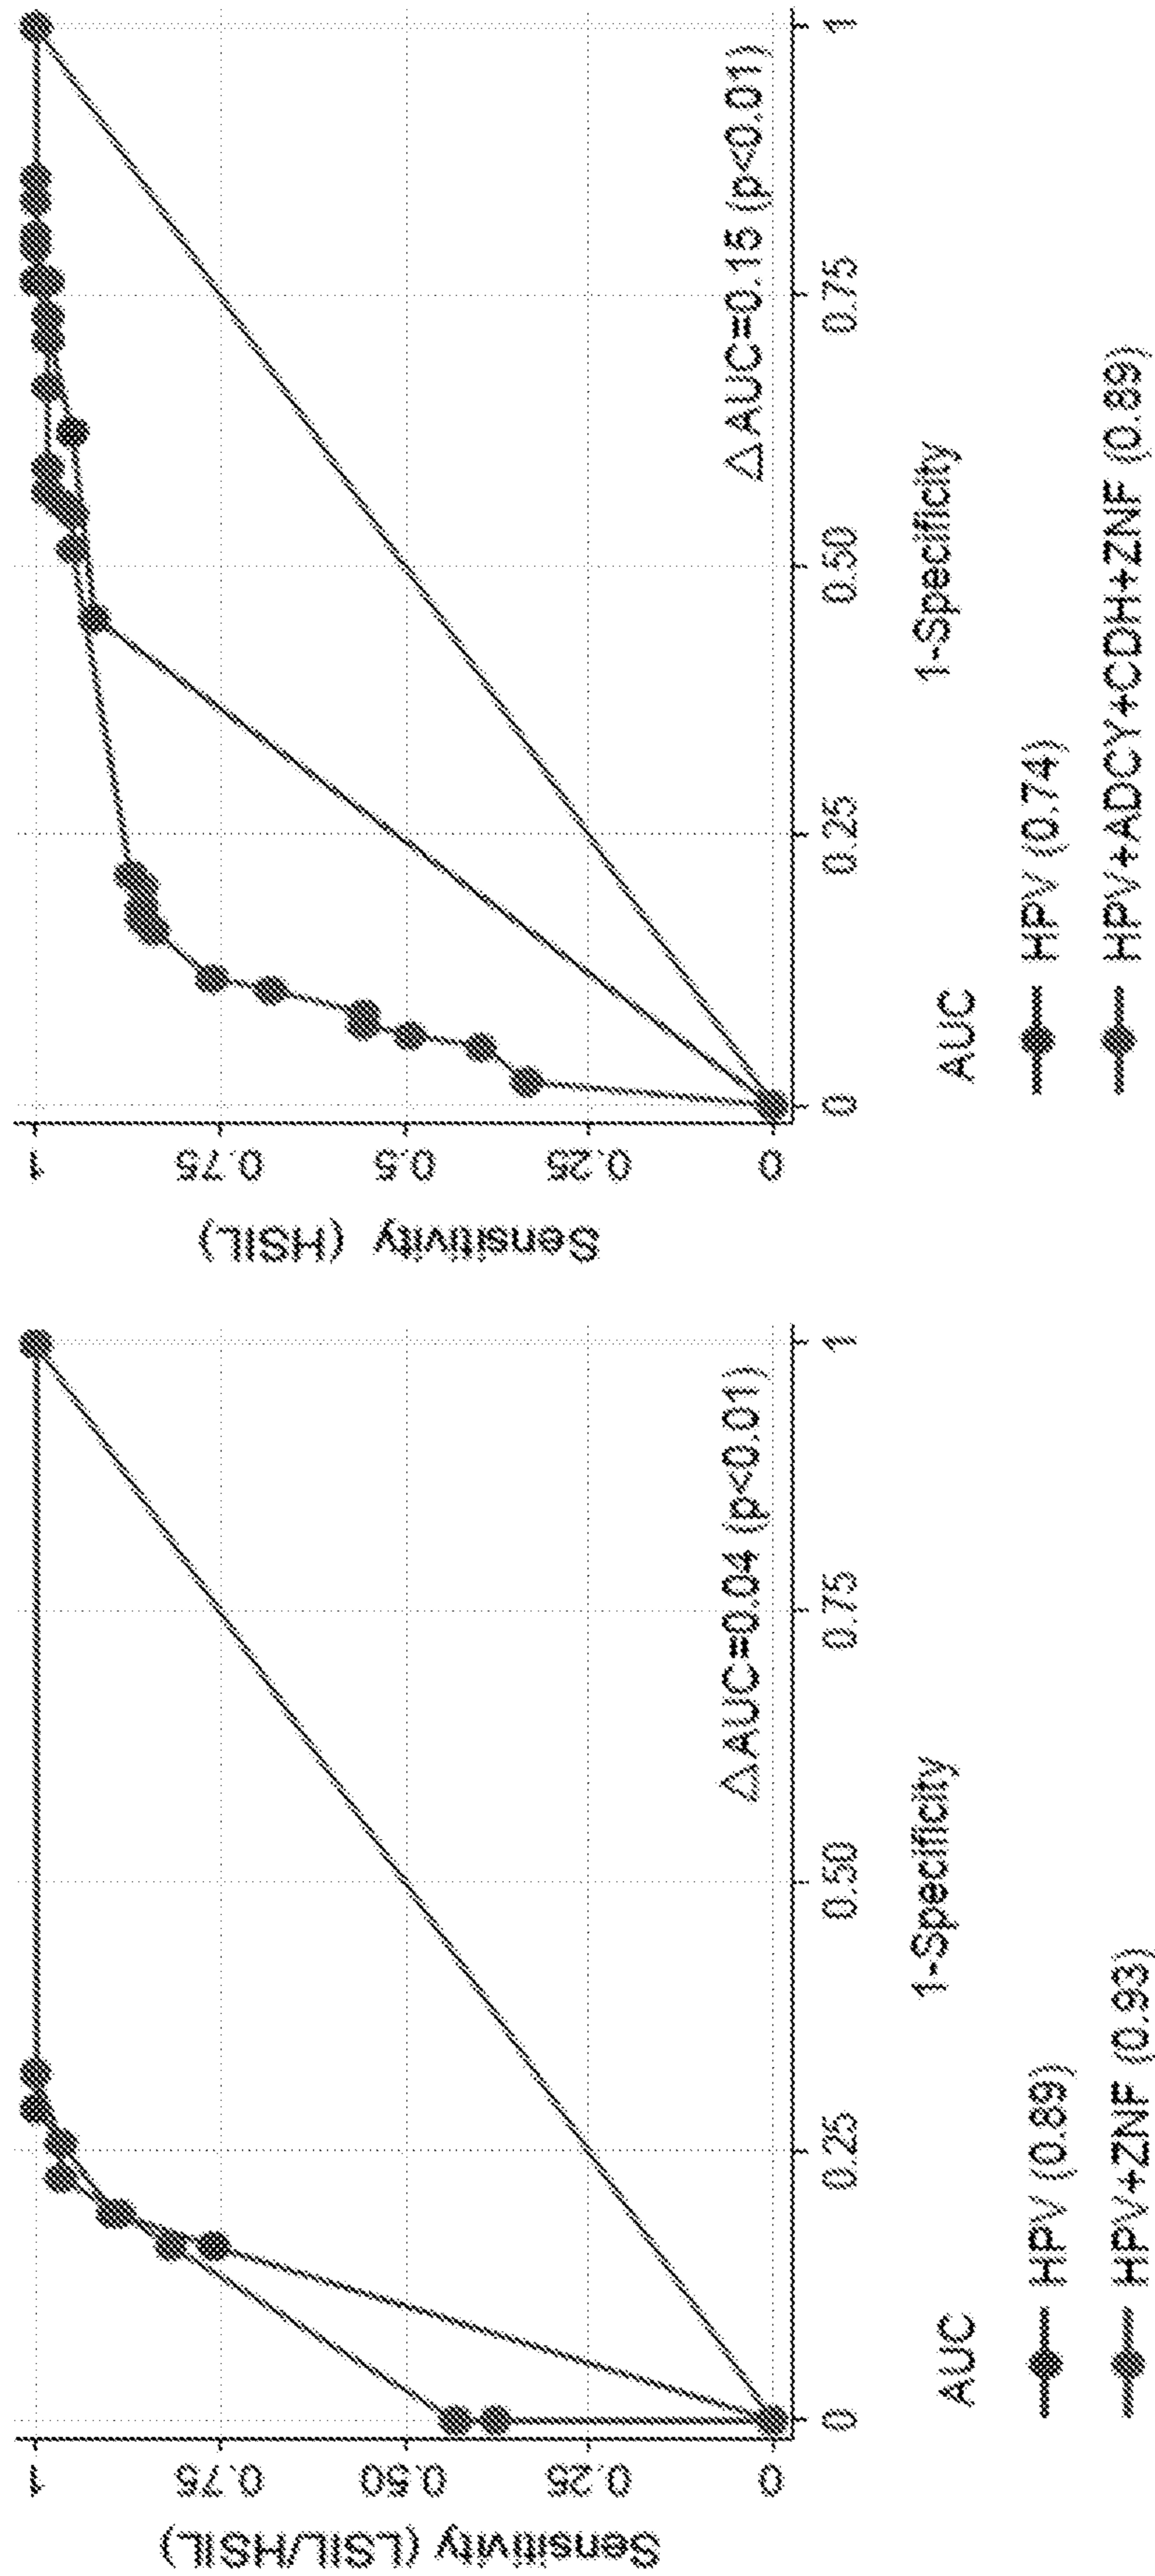 Sensitivity (LSIL/HSIL)
1
0.75
0.50
0.25
0
0
0.25
0.50
0.75
1
△AUC=0.04 (p<0.01)
1-Specificity
AUC
HPV (0.89)
HPV+ZNF (0.93)
Sensitivity (HSIL)
1
0.75
0.5
0.25
0
0
0.25
0.50
0.75
1
△AUC=0.15 (p<0.01)
1-Specificity
AUC
HPV (0.74)
HPV+ADCY+CDH+ZNF (0.89)